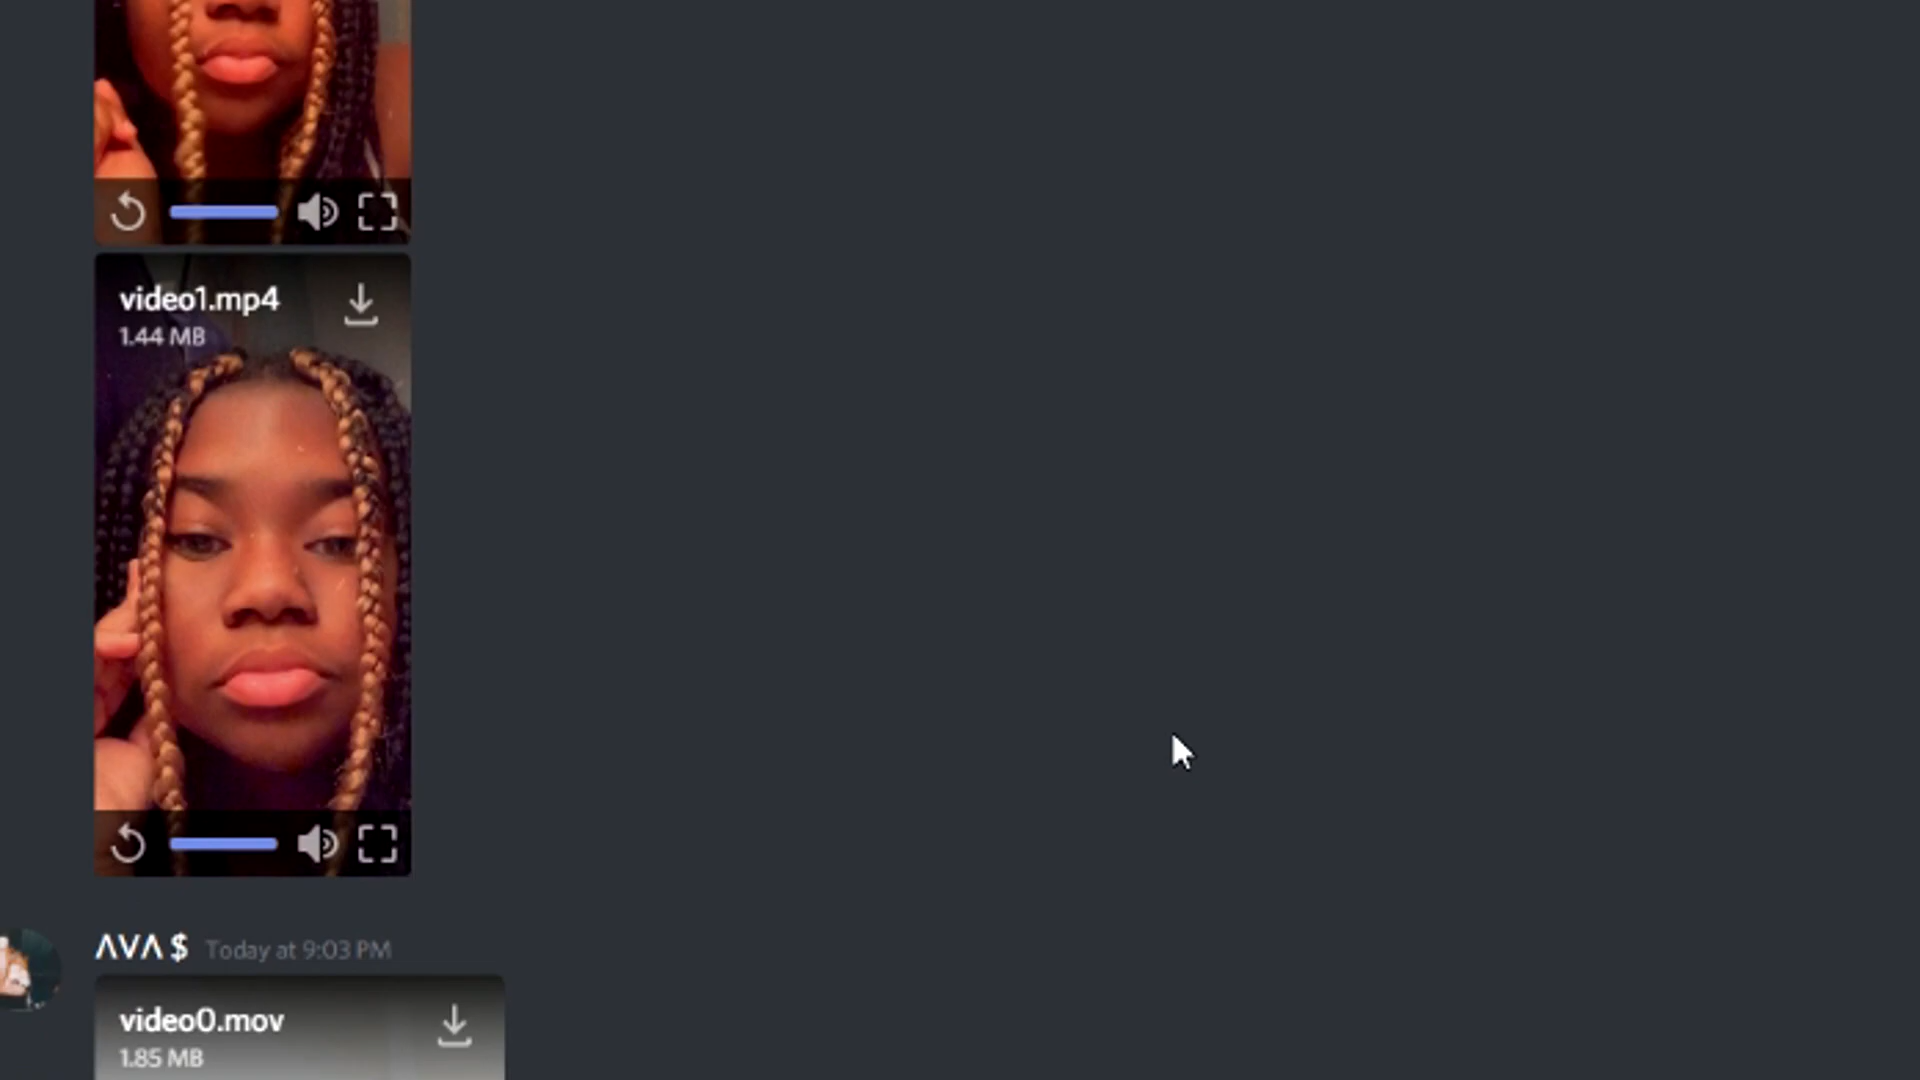 video1.mp4
1.44 MB
ΛVΛ $ Today at 9:03 PM
video0.mov
1.85 MB